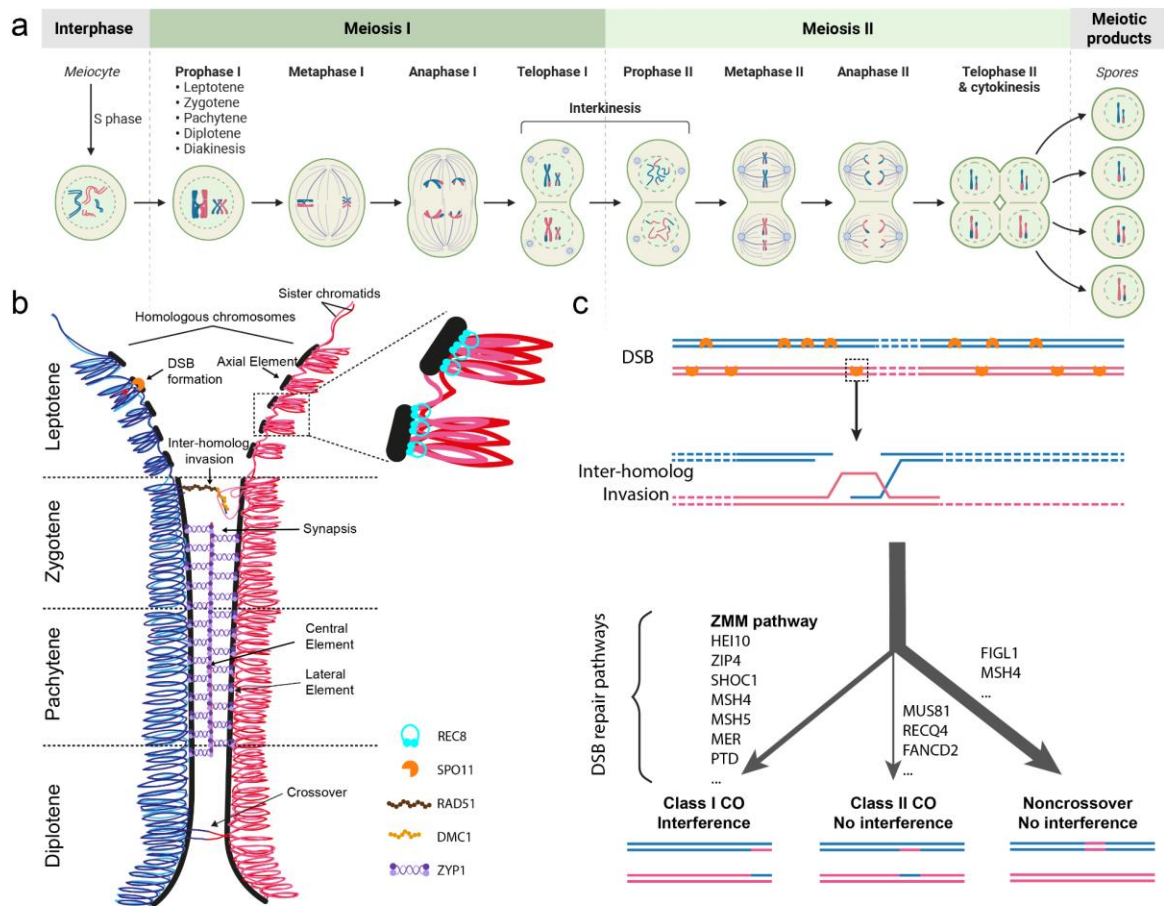 a
Interphase
Meiosis I
Meiosis II
Meiotic
products
Meiocyte
S phase
Prophase I
• Leptotene
• Zygotene
• Pachytene
• Diplotene
• Diakinesis
Metaphase I
Anaphase I
Telophase I
Prophase II
Metaphase II
Anaphase II
Telophase II
& cytokinesis
Spores
Interkinesis
b
Sister chromatids
Homologous chromosomes
DSB
formation
Axial Element
Leptotene
Inter-homolog
invasion
Synapsis
Zygotene
Central
Element
Lateral
Element
Pachytene
Crossover
Diplotene
REC8
SPO11
RAD51
DMC1
ZYP1
c
DSB
Inter-homolog
Invasion
DSB repair pathways
ZMM pathway
HEI10
ZIP4
SHOC1
MSH4
MSH5
MER
PTD
...
MUS81
RECQ4
FANCD2
...
FIGL1
MSH4
...
Class I CO
Interference
Class II CO
No interference
Noncrossover
No interference